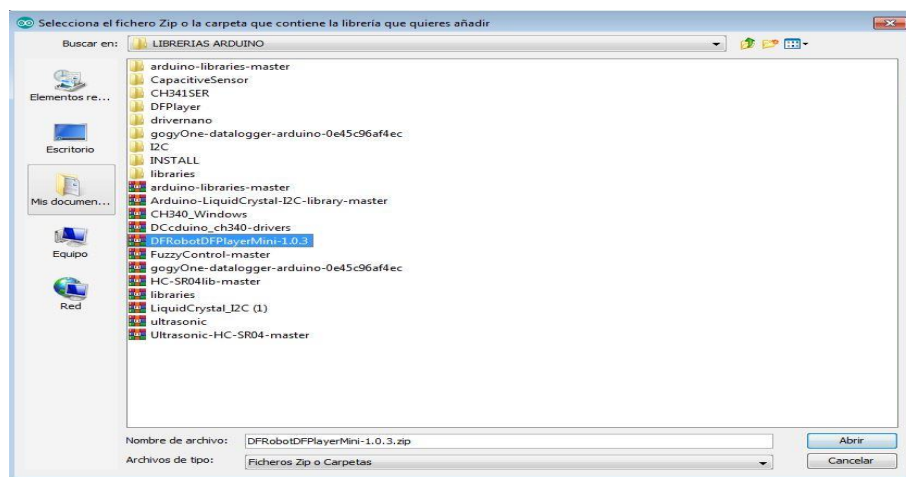 Selecciona el fichero Zip o la carpeta que contiene la librería que quieres añadir
Buscar en: LIBRERIAS ARDUINO
Elementos re...
Escritorio
Mis documen...
Equipo
Red
arduino-libraries-master
CapacitiveSensor
CH341SER
DFPlayer
drivernano
gogyOne-datalogger-arduino-0e45c96af4ec
I2C
INSTALL
libraries
arduino-libraries-master
Arduino-LiquidCrystal-I2C-library-master
CH340_Windows
DCcduino_ch340-drivers
DFRobotDFPlayerMini-1.0.3
FuzzyControl-master
gogyOne-datalogger-arduino-0e45c96af4ec
HC-SR04lib-master
libraries
LiquidCrystal_I2C (1)
ultrasonic
Ultrasonic-HC-SR04-master
Nombre de archivo: DFRobotDFPlayerMini-1.0.3.zip Abrir
Archivos de tipo: Ficheros Zip o Carpetas Cancelar